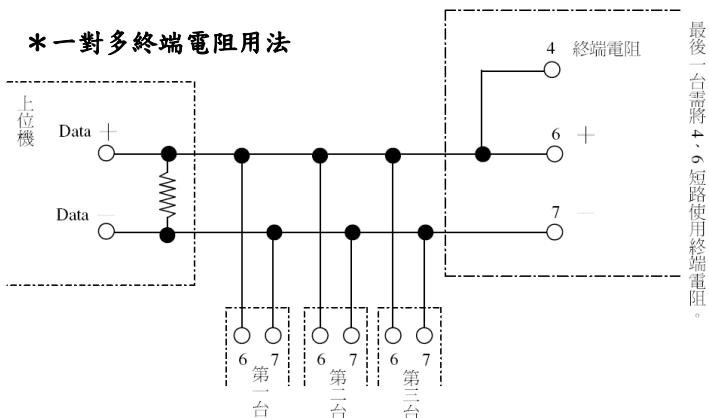 ＊一對多終端電阻用法
上位機
Data +
Data —
4 終端電阻
6 +
7 —
最後一台需將4、6短路使用終端電阻。
6 7
第一台
6 7
第二台
6 7
第三台